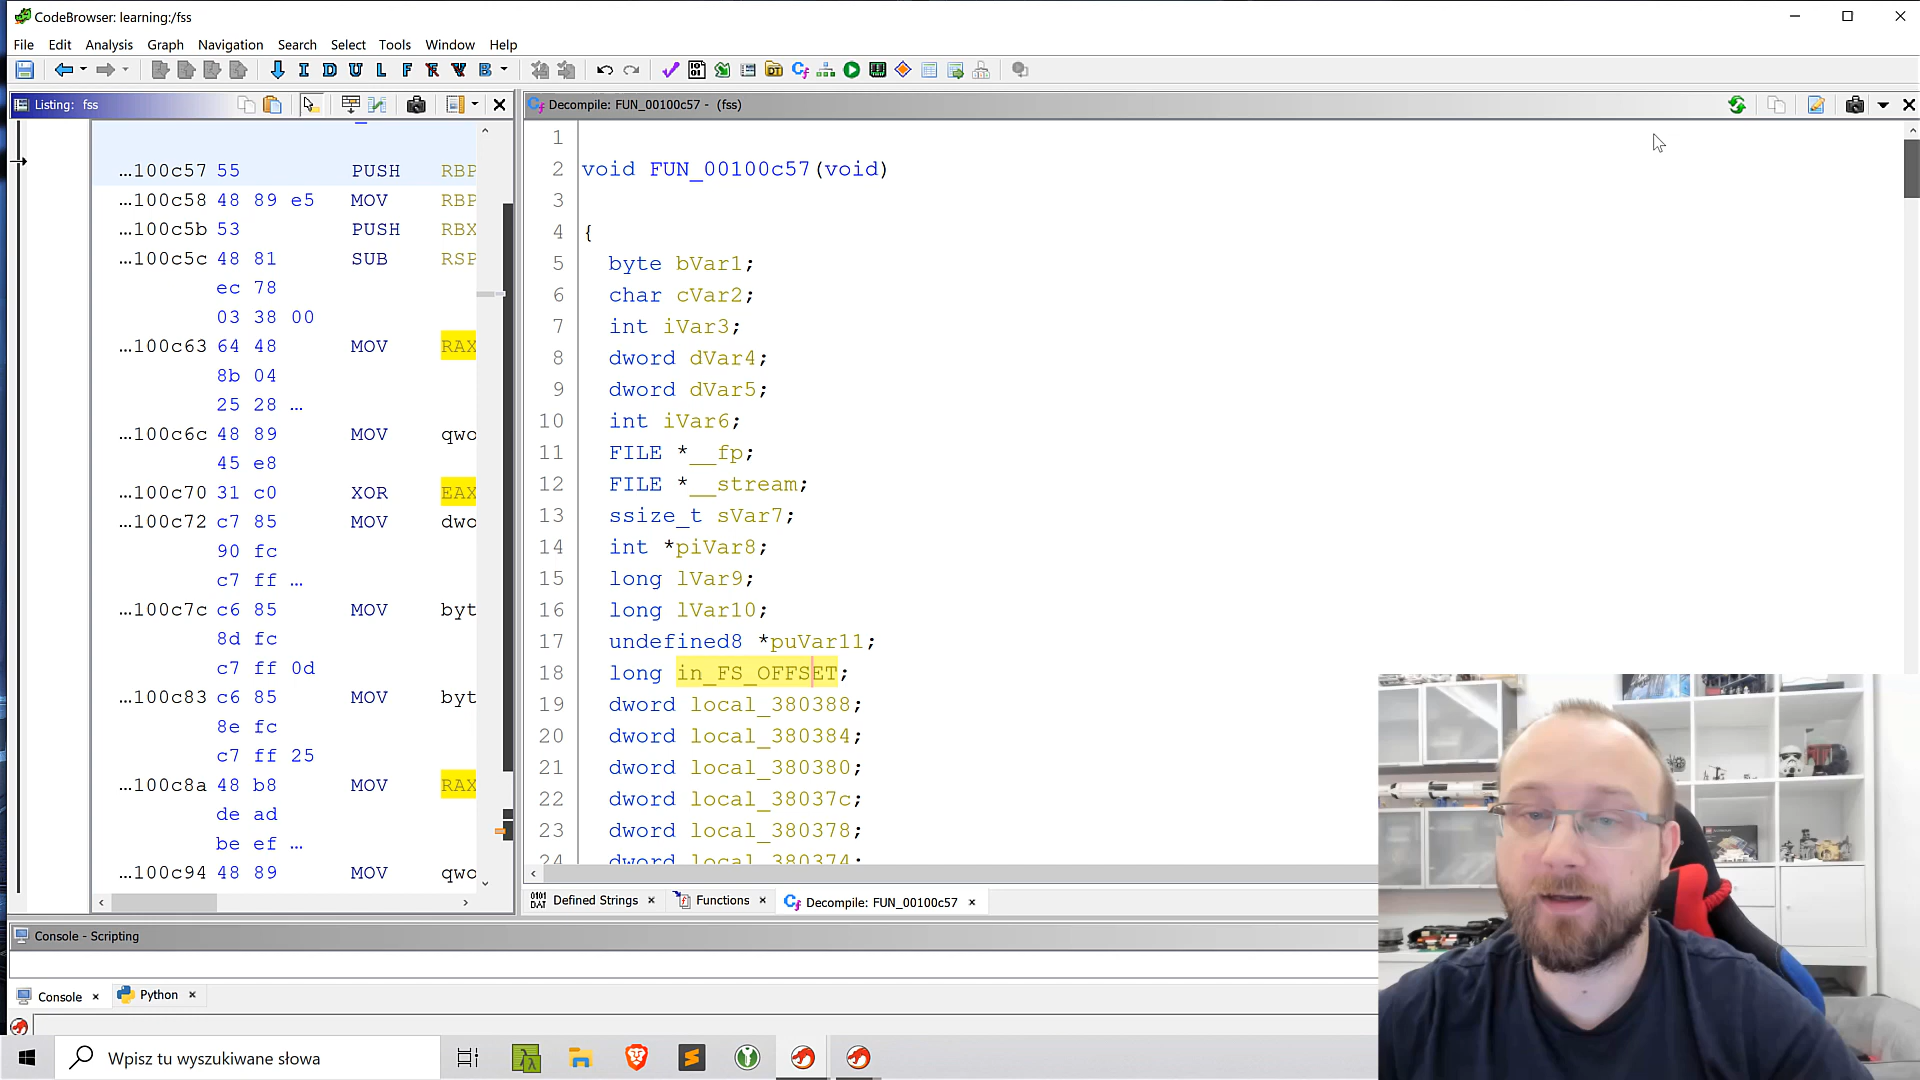 CodeBrowser: learning:/fss
File Edit Analysis Graph Navigation Search Select Tools Window Help
I D U L F R V B
Listing: fss
...100c57 55 PUSH RBP
...100c58 48 89 e5 MOV RBP
...100c5b 53 PUSH RBX
...100c5c 48 81 SUB RSP
ec 78
03 38 00
...100c63 64 48 MOV RAX
8b 04
25 28 ...
...100c6c 48 89 MOV qwo
45 e8
...100c70 31 c0 XOR EAX
...100c72 c7 85 MOV dwo
90 fc
c7 ff ...
...100c7c c6 85 MOV byt
8d fc
c7 ff 0d
...100c83 c6 85 MOV byt
8e fc
c7 ff 25
...100c8a 48 b8 MOV RAX
de ad
be ef ...
...100c94 48 89 MOV qwo
Decompile: FUN_00100c57 - (fss)
1
2 void FUN_00100c57(void)
3
4 {
5 byte bVar1;
6 char cVar2;
7 int iVar3;
8 dword dVar4;
9 dword dVar5;
10 int iVar6;
11 FILE *__fp;
12 FILE *__stream;
13 ssize_t sVar7;
14 int *piVar8;
15 long lVar9;
16 long lVar10;
17 undefined8 *puVar11;
18 long in_FS_OFFSET;
19 dword local_380388;
20 dword local_380384;
21 dword local_380380;
22 dword local_38037c;
23 dword local_380378;
24 dword local_380374;
Defined Strings Functions Decompile: FUN_00100c57
Console - Scripting
Console Python
Wpisz tu wyszukiwane słowa